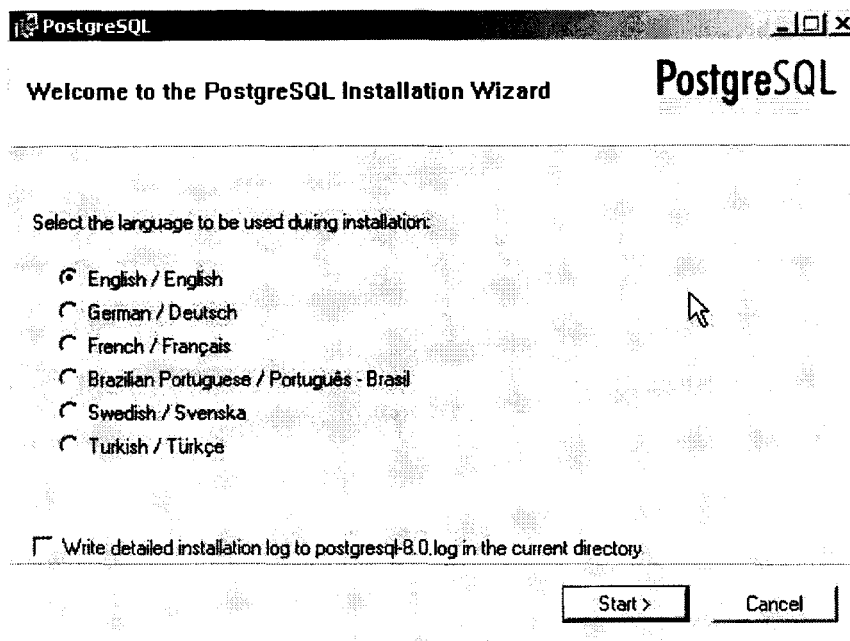 PostgreSQL
Welcome to the PostgreSQL Installation Wizard
PostgreSQL
Select the language to be used during installation:
English / English
German / Deutsch
French / Français
Brazilian Portuguese / Português - Brasil
Swedish / Svenska
Turkish / Türkçe
Write detailed installation log to postgresql-8.0.log in the current directory
Start >
Cancel